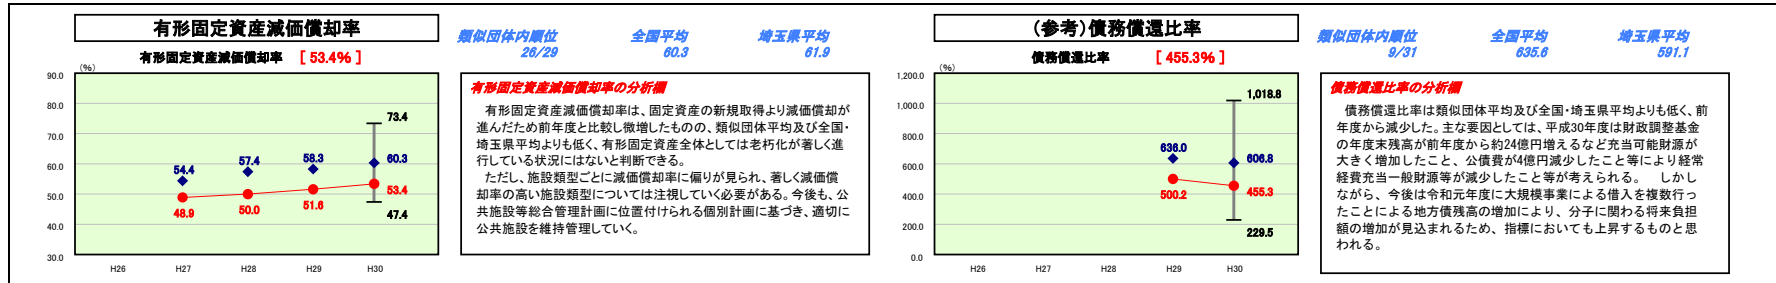 有形固定資産減価償却率
有形固定資産減価償却率 [ 53.4% ]
類似団体内順位 全国平均 埼玉県平均
26/29 60.3 61.9
(%)
90.0
80.0
70.0
60.0
50.0
40.0
30.0
73.4
54.4 57.4 58.3 60.3
48.9 50.0 51.6 53.4
47.4
H26 H27 H28 H29 H30
有形固定資産減価償却率の分析欄
有形固定資産減価償却率は、固定資産の新規取得より減価償却が
進んだため前年度と比較し微増したものの、類似団体平均及び全国・
埼玉県平均よりも低く、有形固定資産全体としては老朽化が著しく進
行している状況にはないと判断できる。
ただし、施設類型ごとに減価償却率に偏りが見られ、著しく減価償
却率の高い施設類型については注視していく必要がある。今後も、公
共施設等総合管理計画に位置付けられる個別計画に基づき、適切に
公共施設を維持管理していく。
(参考)債務償還比率
債務償還比率 [ 455.3% ]
類似団体内順位 全国平均 埼玉県平均
9/31 635.6 591.1
(%)
1,200.0
1,000.0
800.0
600.0
400.0
200.0
0.0
1,018.8
636.0 606.8
500.2 455.3
229.5
H26 H27 H28 H29 H30
債務償還比率の分析欄
債務償還比率は類似団体平均及び全国・埼玉県平均よりも低く、前
年度から減少した。主な要因としては、平成30年度は財政調整基金
の年度末残高が前年度から約24億円増えるなど充当可能財源が
大きく増加したこと、公債費が4億円減少したこと等により経常
経費充当一般財源等が減少したこと等が考えられる。 しかし
ながら、今後は令和元年度に大規模事業による借入を複数行っ
たことによる地方債残高の増加により、分子に関わる将来負担
額の増加が見込まれるため、指標においても上昇するものと思
われる。